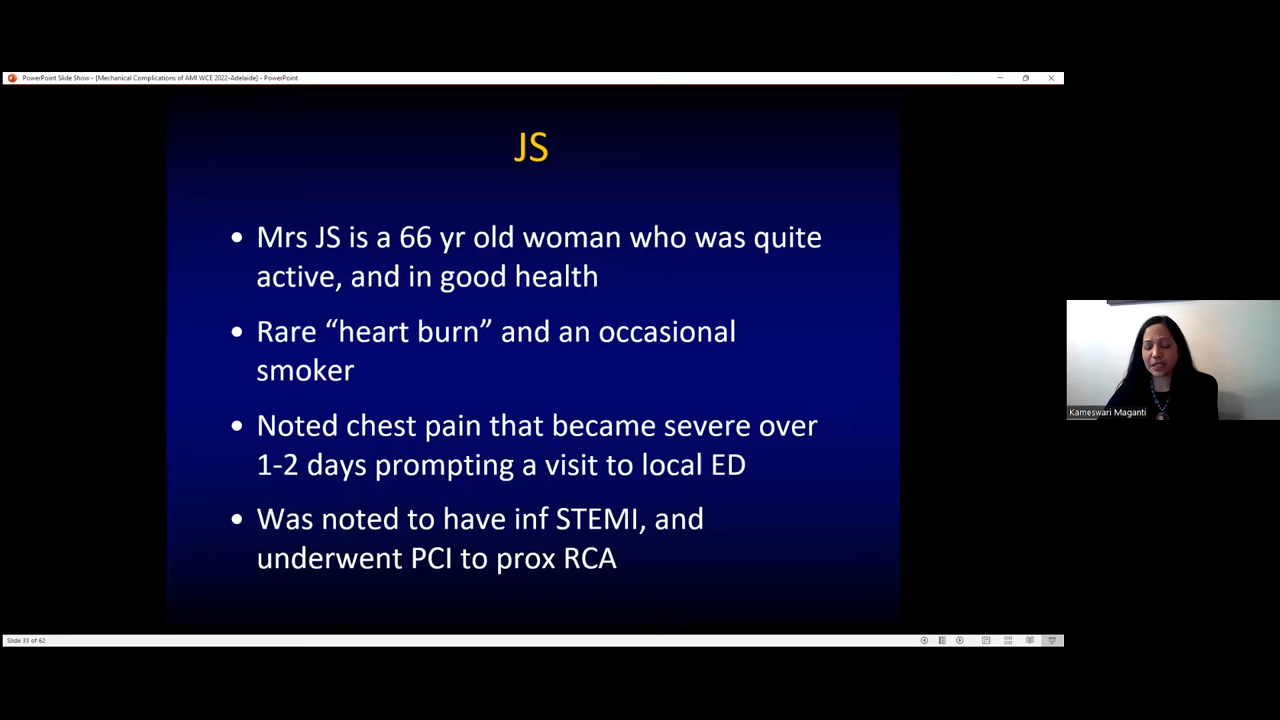 PowerPoint Slide Show - [Mechanical Complications of AMI WCE 2022-Adelaide] - PowerPoint
JS
• Mrs JS is a 66 yr old woman who was quite
active, and in good health
• Rare “heart burn” and an occasional
smoker
• Noted chest pain that became severe over
1-2 days prompting a visit to local ED
• Was noted to have inf STEMI, and
underwent PCI to prox RCA
Kameswari Maganti
Slide 33 of 62